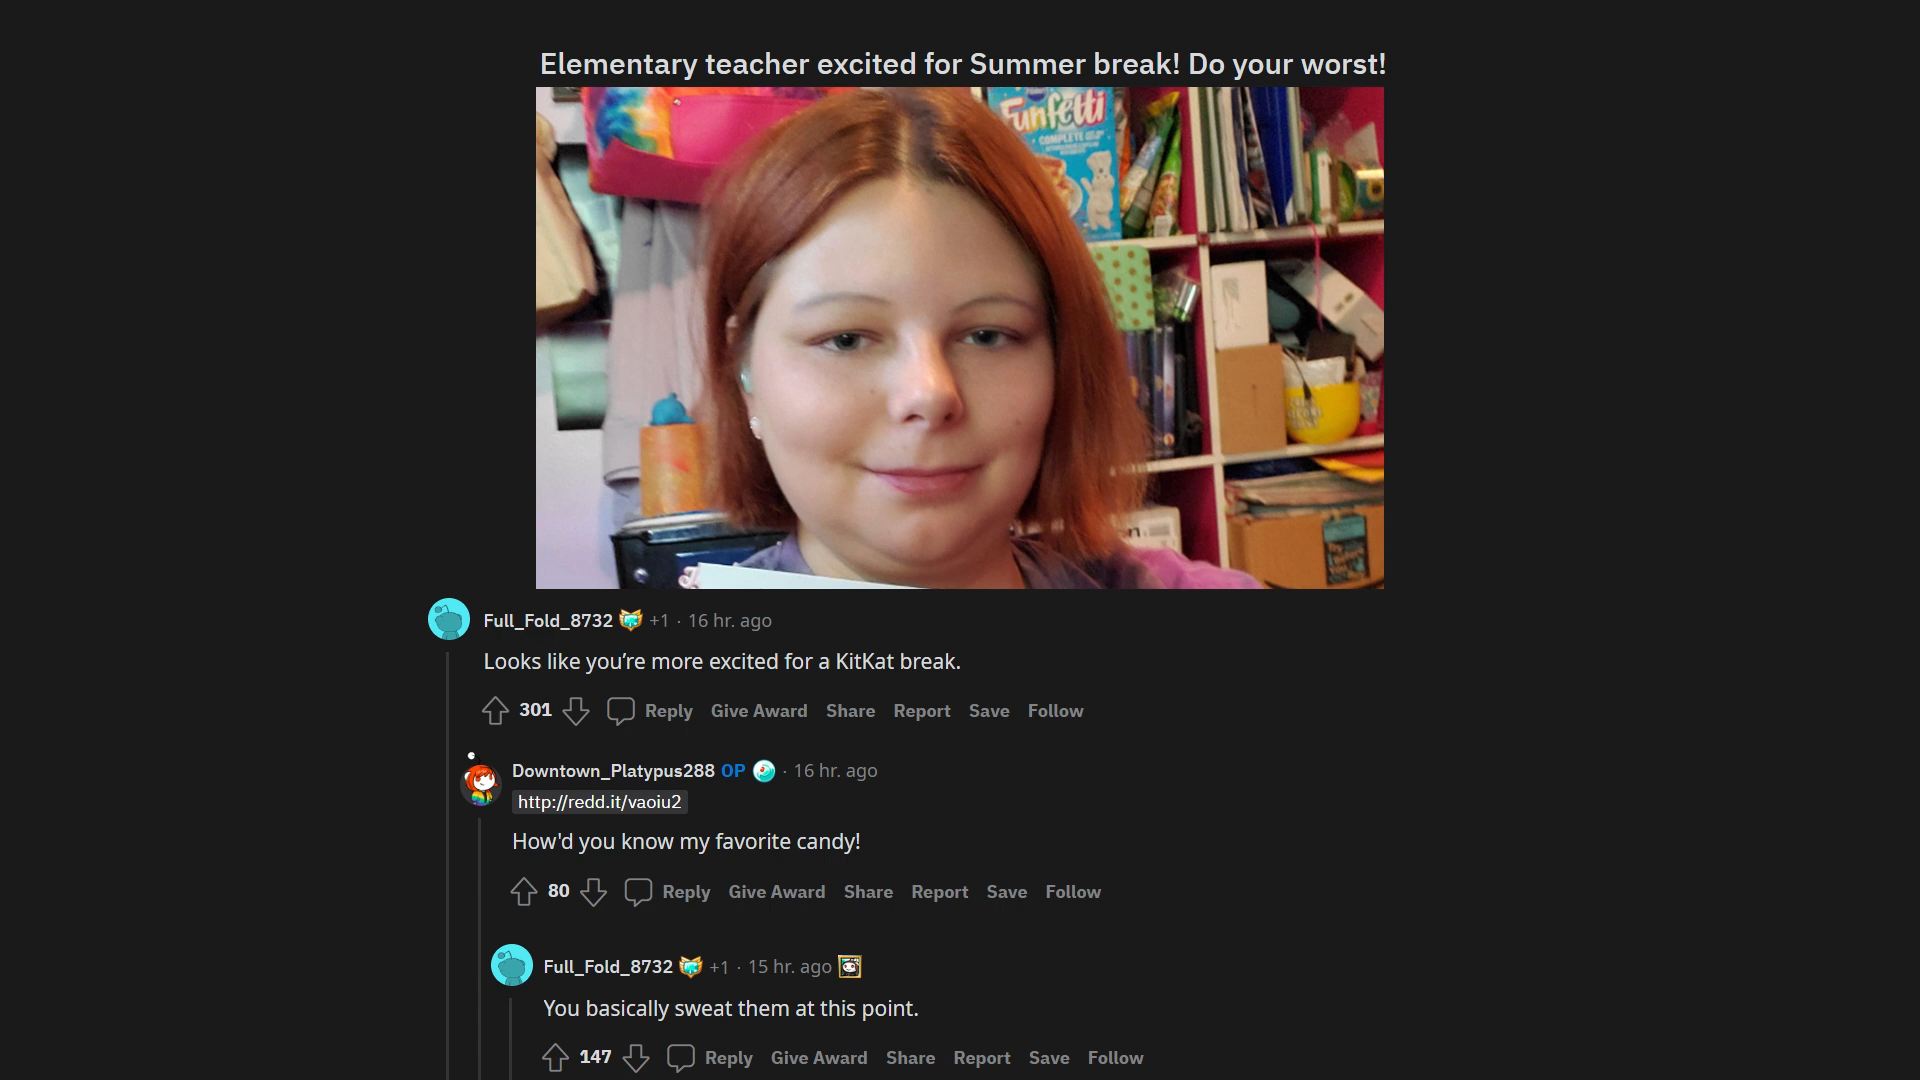 Elementary teacher excited for Summer break! Do your worst!
Funfetti
COMPLETE
Full_Fold_8732 +1 · 16 hr. ago
Looks like you’re more excited for a KitKat break.
301 Reply Give Award Share Report Save Follow
Downtown_Platypus288 OP · 16 hr. ago
http://redd.it/vaoiu2
How'd you know my favorite candy!
80 Reply Give Award Share Report Save Follow
Full_Fold_8732 +1 · 15 hr. ago
You basically sweat them at this point.
147 Reply Give Award Share Report Save Follow